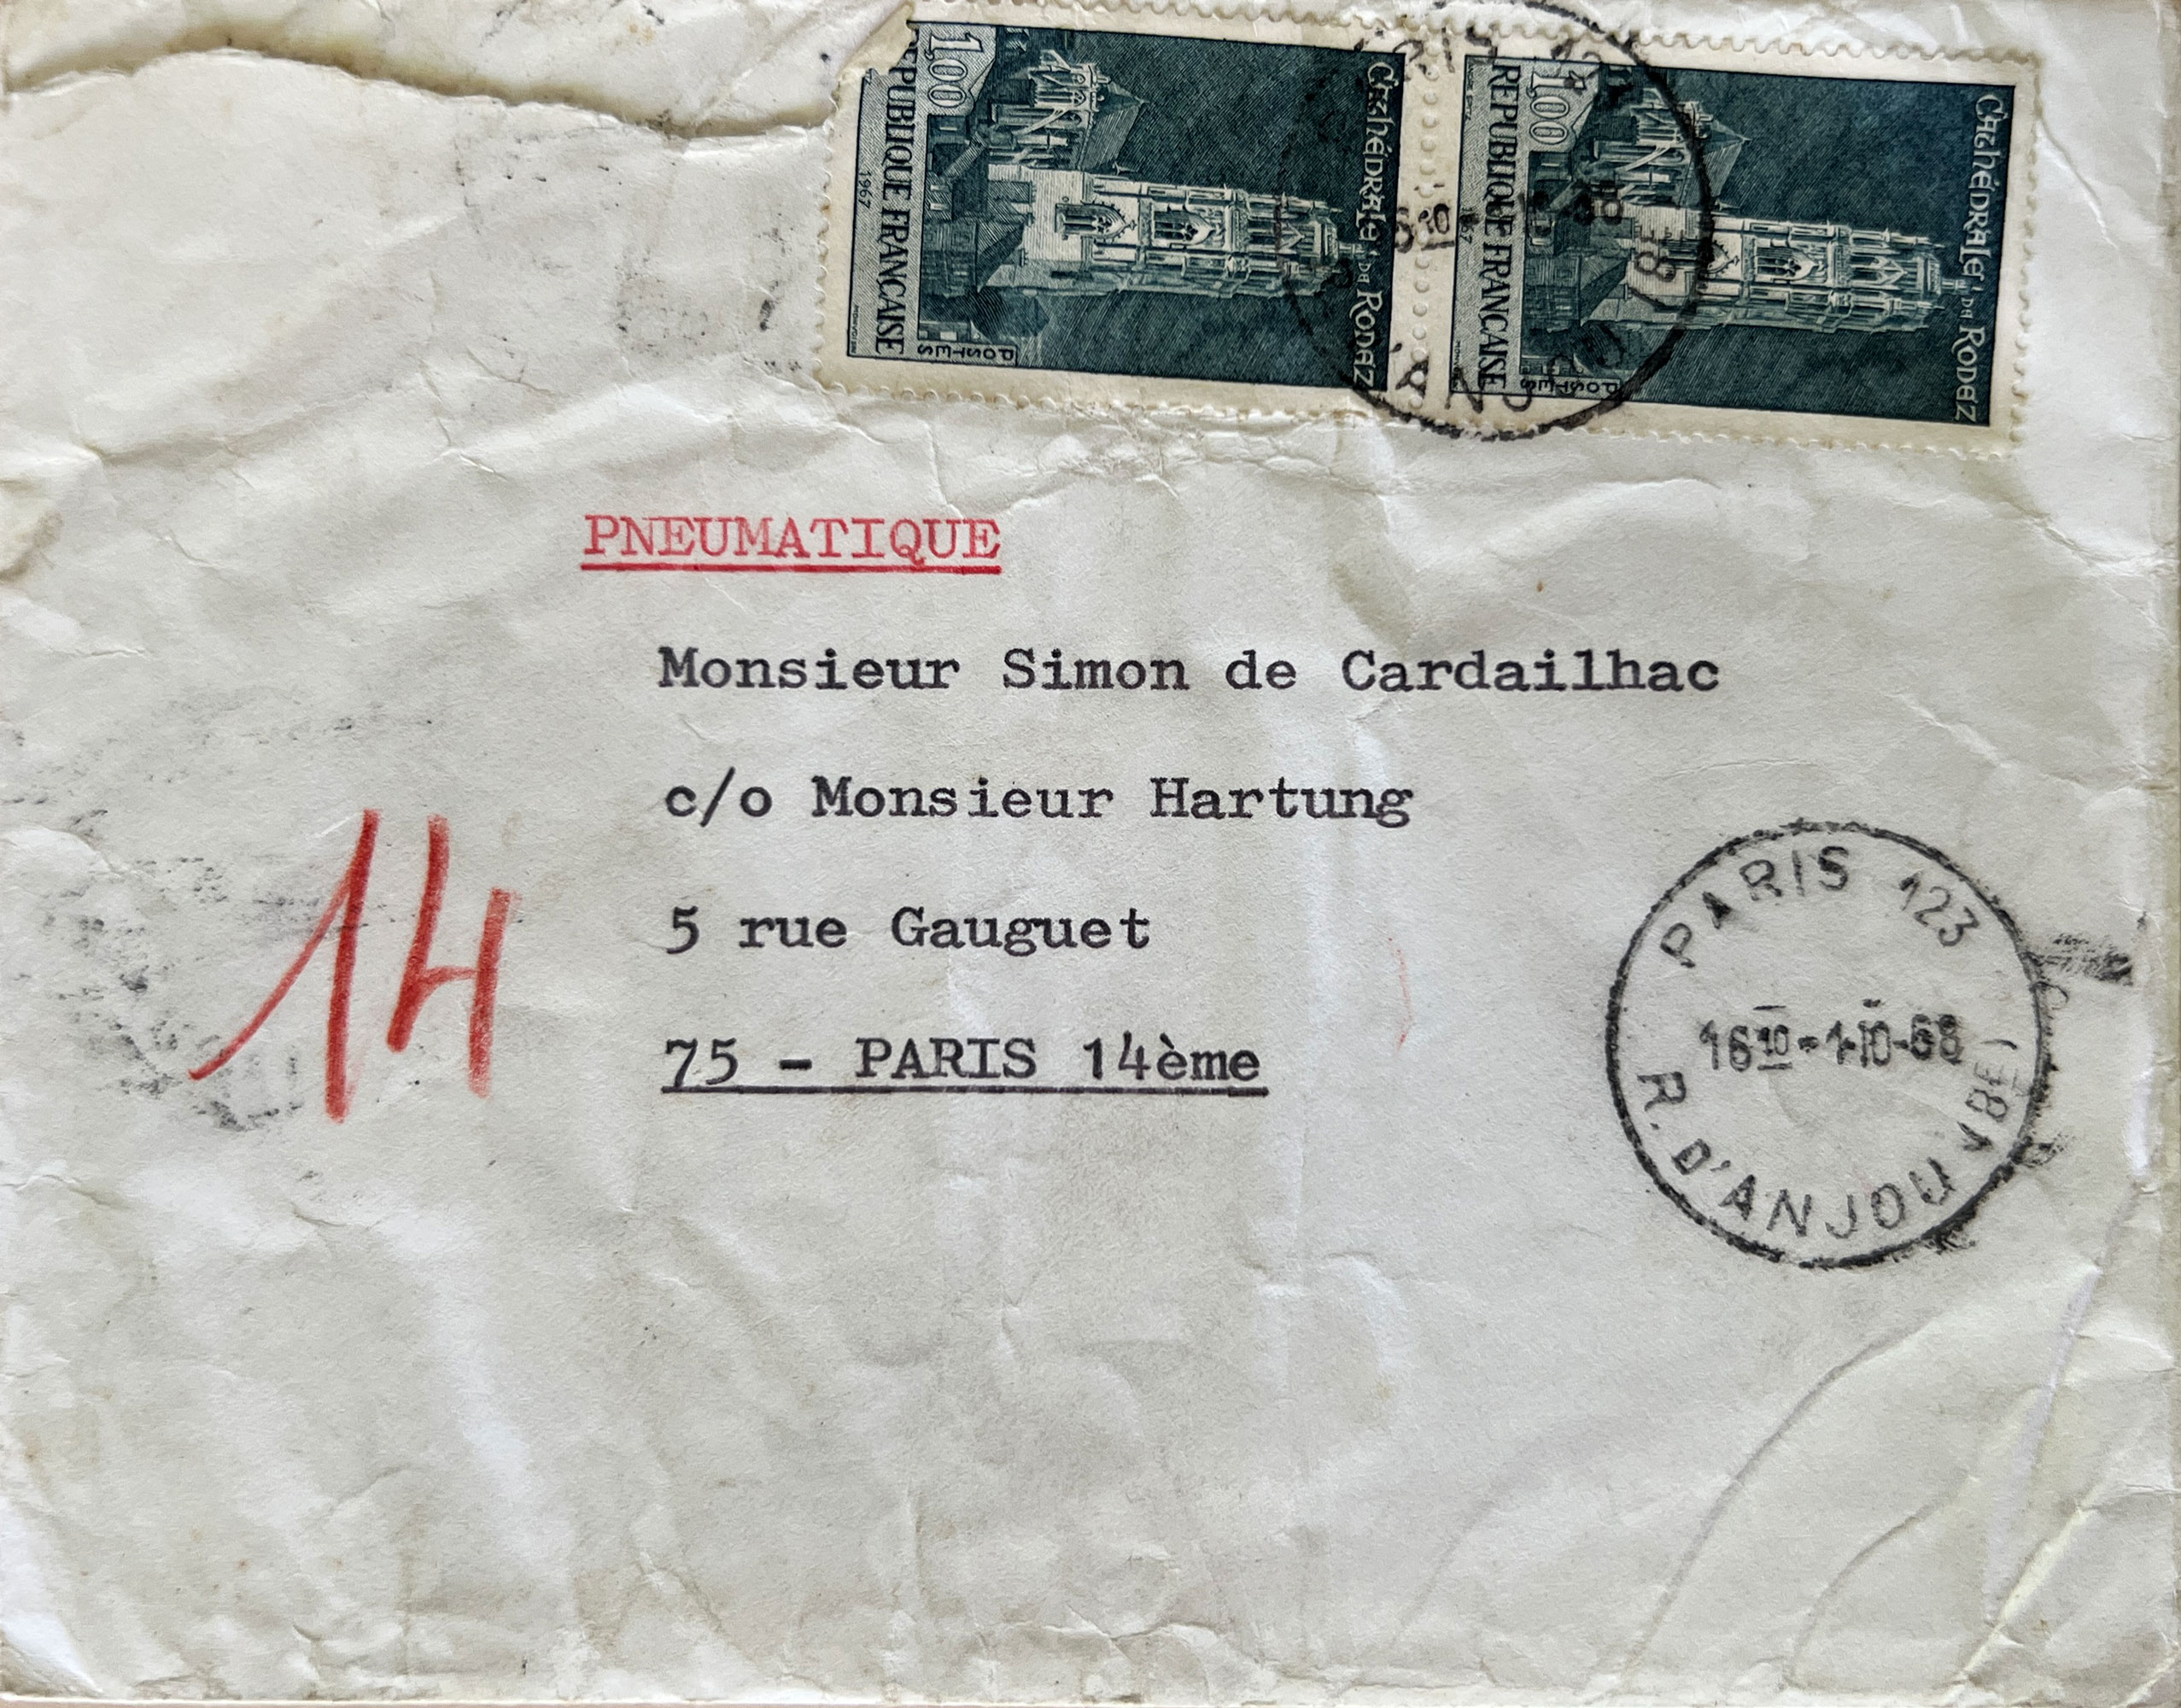 1,00
REPUBLIQUE FRANCAISE
1967
POSTES
Cathédrale de Rodez
1,00
REPUBLIQUE FRANCAISE
1967
POSTES
Cathédrale de Rodez
PNEUMATIQUE
Monsieur Simon de Cardailhac
c/o Monsieur Hartung
5 rue Gauguet
75 - PARIS 14ème
14
PARIS 123
16 10 - 1-10-68
R. D'ANJOU (8E)